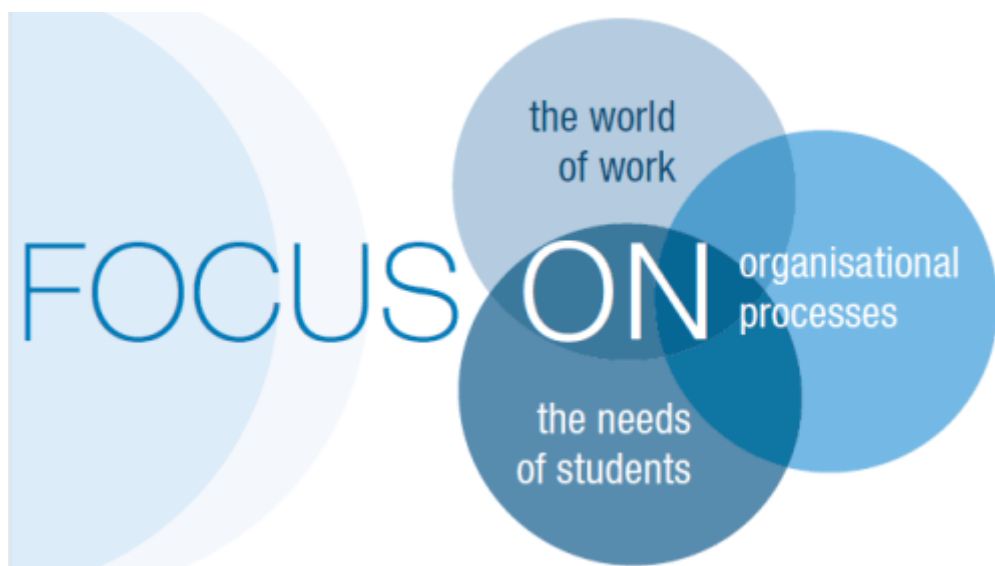 the world
of work
FOCUS ON
organisational
processes
the needs
of students